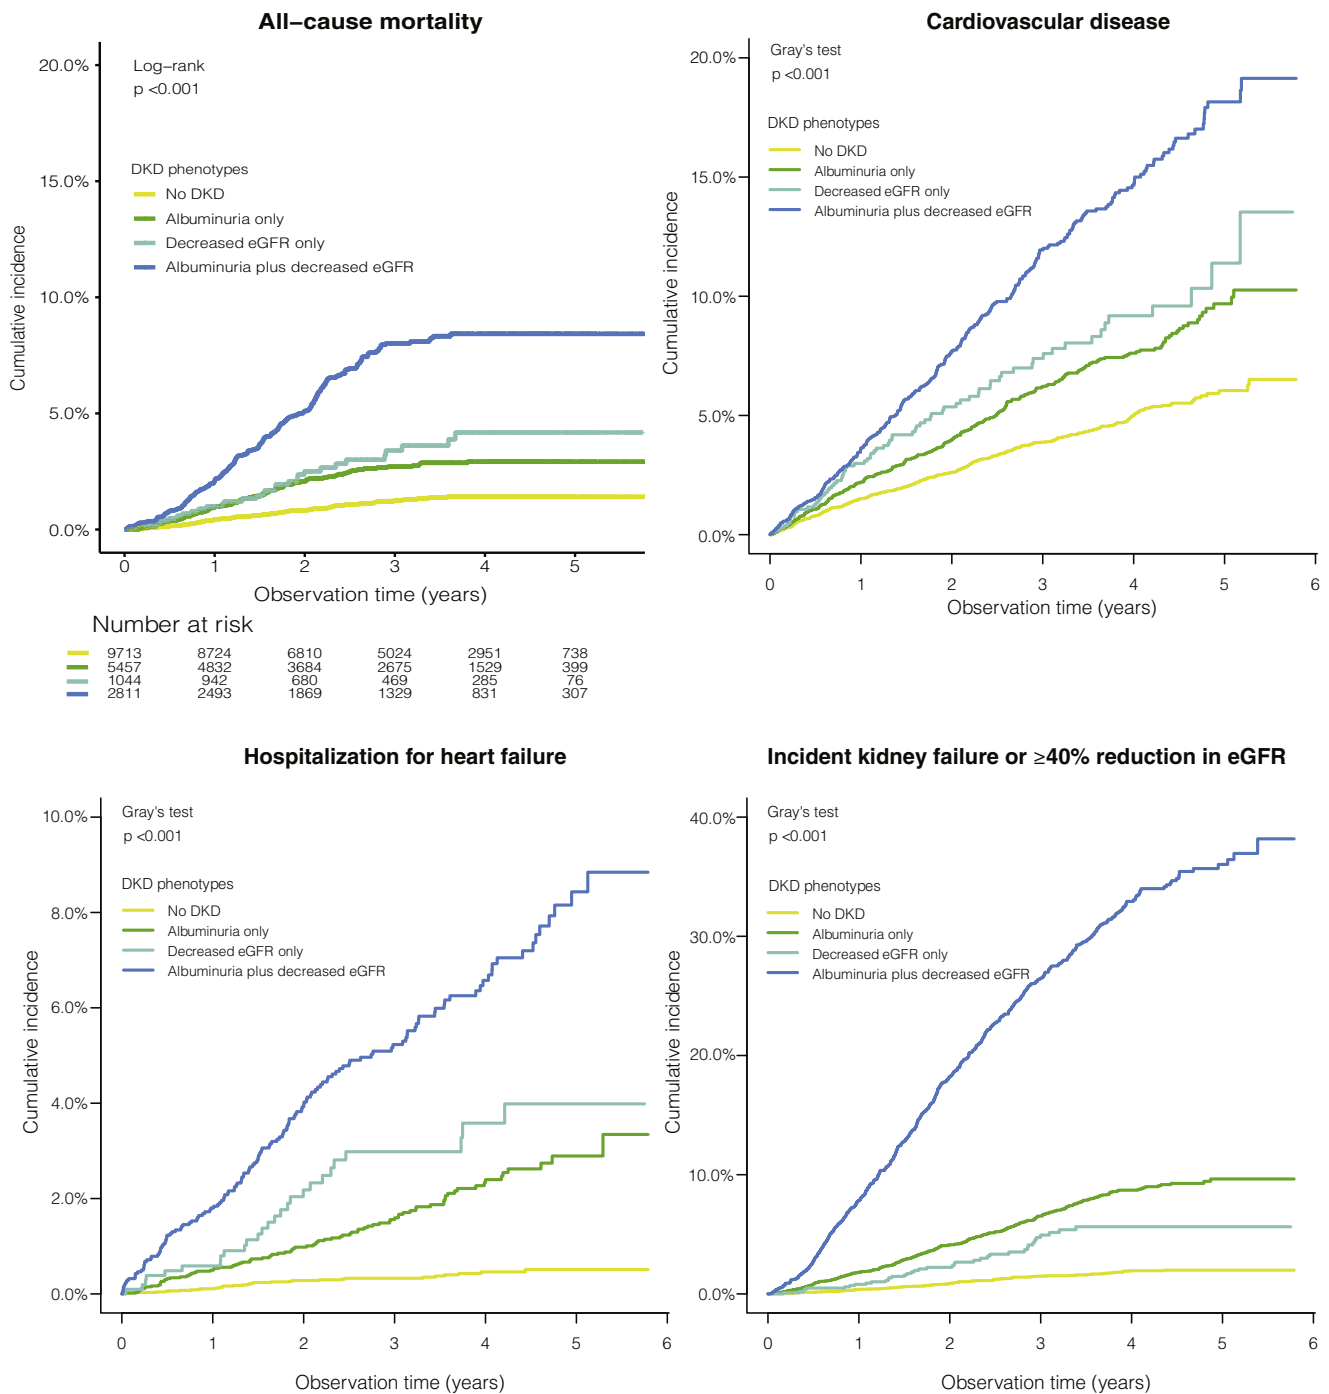 All−cause mortality
20.0%
15.0%
10.0%
5.0%
0.0%
Cumulative incidence
Log−rank
p <0.001
DKD phenotypes
No DKD
Albuminuria only
Decreased eGFR only
Albuminuria plus decreased eGFR
0 1 2 3 4 5
Observation time (years)
Number at risk
9713 8724 6810 5024 2951 738
5457 4832 3684 2675 1529 399
1044 942 680 469 285 76
2811 2493 1869 1329 831 307
Cardiovascular disease
20.0%
15.0%
10.0%
5.0%
0.0%
Cumulative incidence
Gray's test
p <0.001
DKD phenotypes
No DKD
Albuminuria only
Decreased eGFR only
Albuminuria plus decreased eGFR
0 1 2 3 4 5 6
Observation time (years)
Hospitalization for heart failure
10.0%
8.0%
6.0%
4.0%
2.0%
0.0%
Cumulative incidence
Gray's test
p <0.001
DKD phenotypes
No DKD
Albuminuria only
Decreased eGFR only
Albuminuria plus decreased eGFR
0 1 2 3 4 5 6
Observation time (years)
Incident kidney failure or ≥40% reduction in eGFR
40.0%
30.0%
20.0%
10.0%
0.0%
Cumulative incidence
Gray's test
p <0.001
DKD phenotypes
No DKD
Albuminuria only
Decreased eGFR only
Albuminuria plus decreased eGFR
0 1 2 3 4 5 6
Observation time (years)